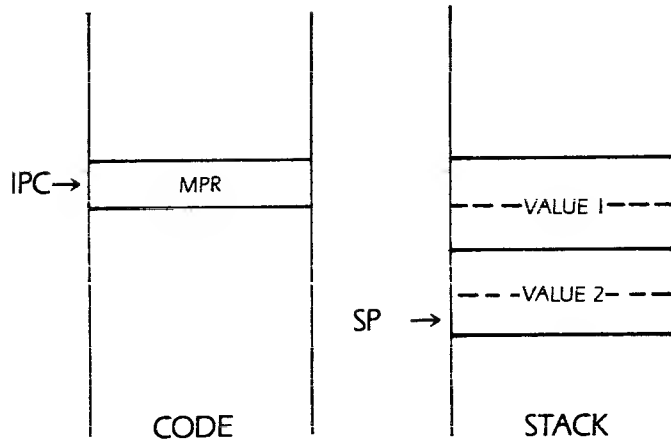 IPC→
MPR
VALUE 1
VALUE 2
SP →
CODE
STACK